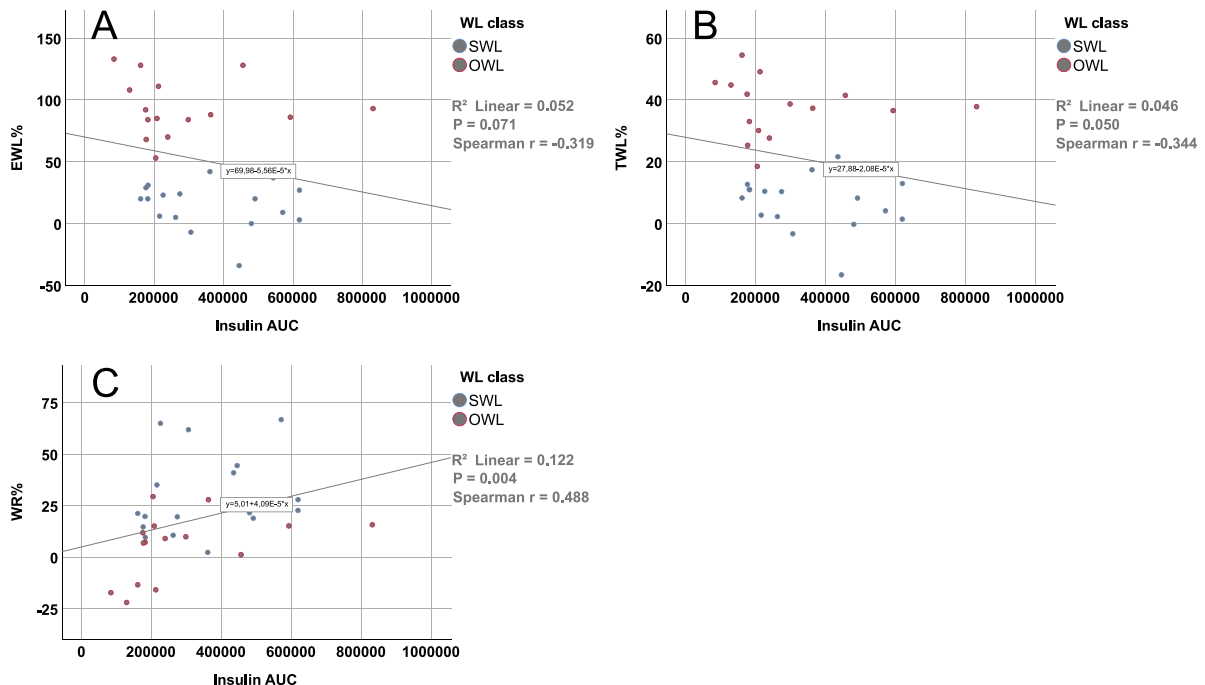 A
WL class
SWL
OWL
R² Linear = 0.052
P = 0.071
Spearman r = -0.319
EWL%
150
100
50
0
-50
y=69,98-5,56E-5*x
0 200000 400000 600000 800000 1000000
Insulin AUC
B
WL class
SWL
OWL
R² Linear = 0.046
P = 0.050
Spearman r = -0.344
TWL%
60
40
20
0
-20
y=27,88-2,08E-5*x
0 200000 400000 600000 800000 1000000
Insulin AUC
C
WL class
SWL
OWL
R² Linear = 0.122
P = 0.004
Spearman r = 0.488
WR%
75
50
25
0
-25
y=5,01+4,09E-5*x
0 200000 400000 600000 800000 1000000
Insulin AUC